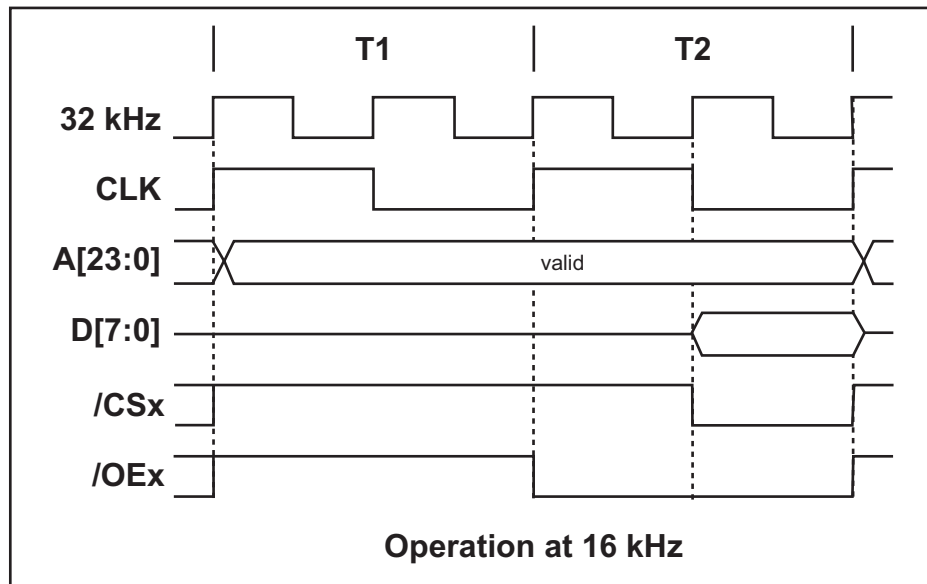 T1 T2
32 kHz
CLK
A[23:0] valid
D[7:0]
/CSx
/OEx
Operation at 16 kHz